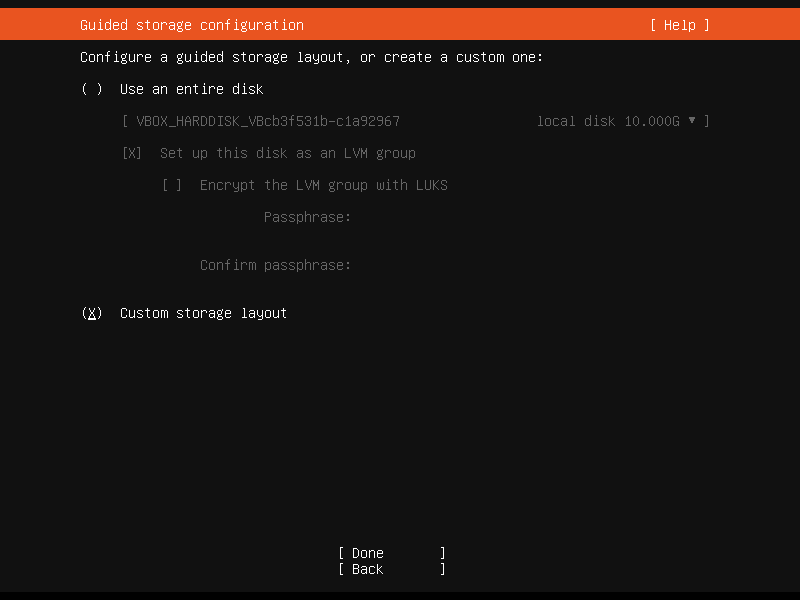 Guided storage configuration [ Help ]
Configure a guided storage layout, or create a custom one:
( ) Use an entire disk
[ VBOX_HARDDISK_VBcb3f531b-c1a92967 local disk 10.000G ▾ ]
[X] Set up this disk as an LVM group
[ ] Encrypt the LVM group with LUKS
Passphrase:
Confirm passphrase:
(X) Custom storage layout
[ Done ]
[ Back ]